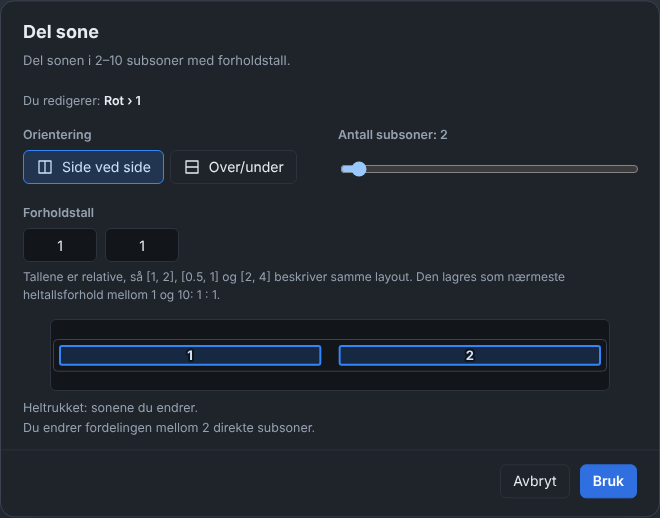 Del sone
Del sonen i 2–10 subsoner med forholdstall.
Du redigerer: Rot › 1
Orientering
Side ved side
Over/under
Antall subsoner: 2
Forholdstall
1
1
Tallene er relative, så [1, 2], [0.5, 1] og [2, 4] beskriver samme layout. Den lagres som nærmeste
heltallsforhold mellom 1 og 10: 1 : 1.
1
2
Heltrukket: sonene du endrer.
Du endrer fordelingen mellom 2 direkte subsoner.
Avbryt
Bruk